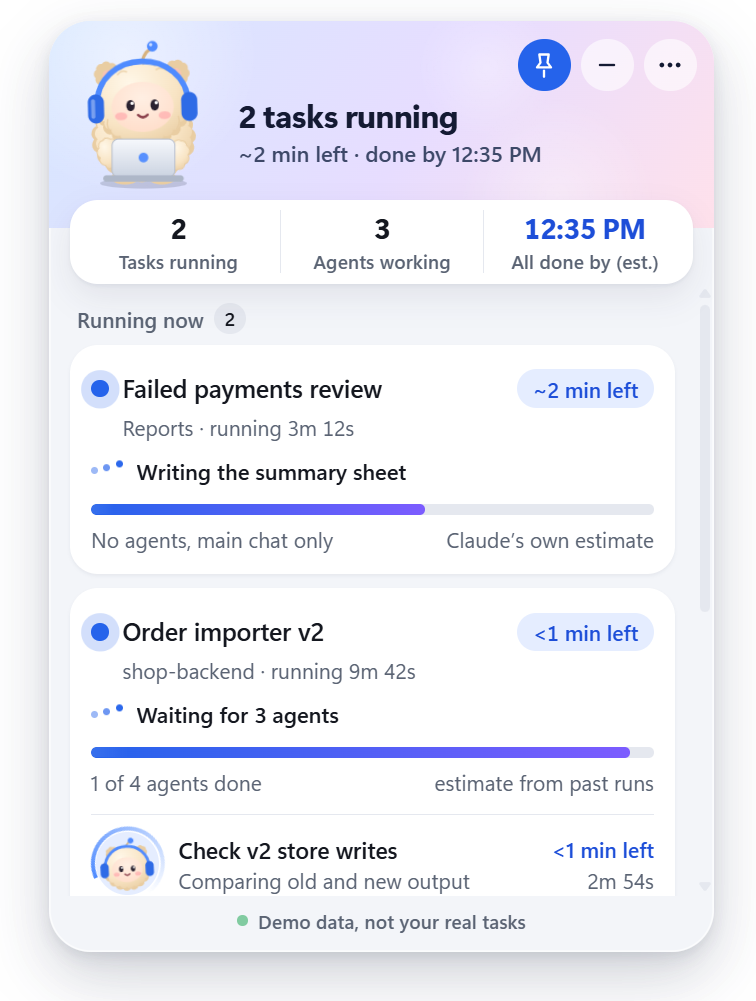 2 tasks running
~2 min left · done by 12:35 PM
2
Tasks running
3
Agents working
12:35 PM
All done by (est.)
Running now 2
Failed payments review
~2 min left
Reports · running 3m 12s
Writing the summary sheet
No agents, main chat only
Claude’s own estimate
Order importer v2
<1 min left
shop-backend · running 9m 42s
Waiting for 3 agents
1 of 4 agents done
estimate from past runs
Check v2 store writes
<1 min left
Comparing old and new output
2m 54s
Demo data, not your real tasks